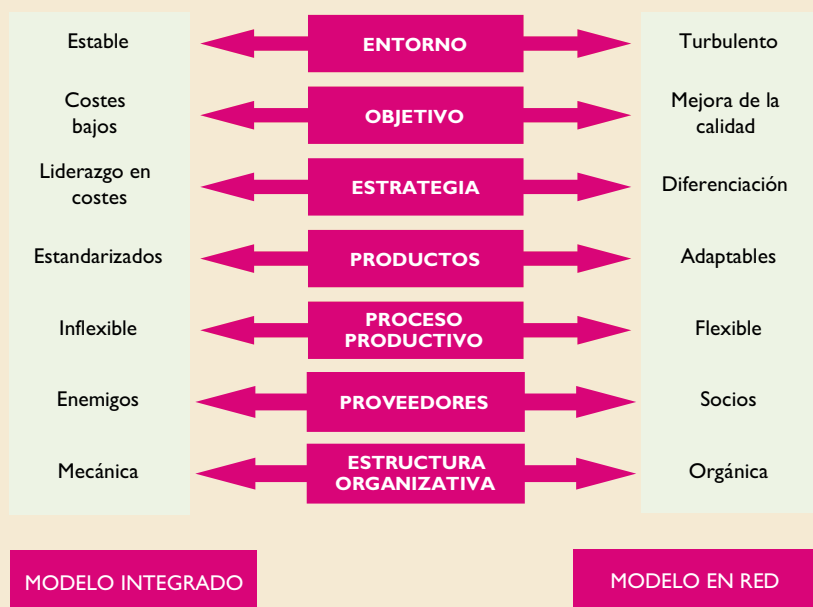 Estable
ENTORNO
Turbulento
Costes
bajos
OBJETIVO
Mejora de la
calidad
Liderazgo en
costes
ESTRATEGIA
Diferenciación
Estandarizados
PRODUCTOS
Adaptables
Inflexible
PROCESO
PRODUCTIVO
Flexible
Enemigos
PROVEEDORES
Socios
Mecánica
ESTRUCTURA
ORGANIZATIVA
Orgánica
MODELO INTEGRADO
MODELO EN RED